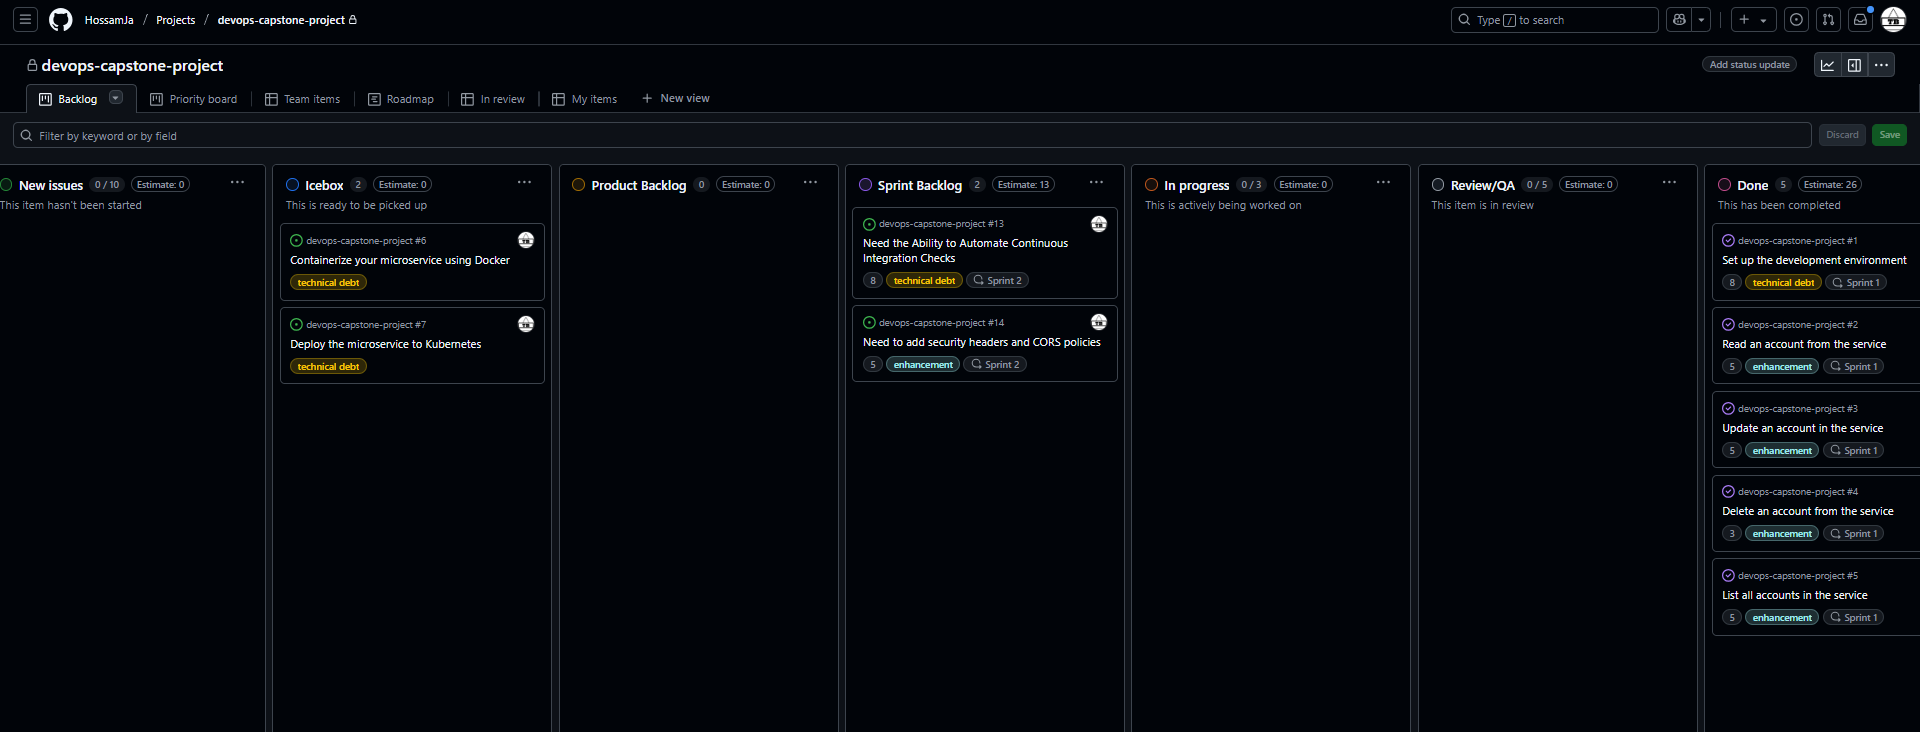 HossamJa / Projects / devops-capstone-project
Type / to search
devops-capstone-project
Add status update
Backlog
Priority board
Team items
Roadmap
In review
My items
New view
Filter by keyword or by field
Discard
Save
New issues 0 / 10 Estimate: 0
This item hasn't been started
Icebox 2 Estimate: 0
This is ready to be picked up
devops-capstone-project #6
Containerize your microservice using Docker
technical debt
devops-capstone-project #7
Deploy the microservice to Kubernetes
technical debt
Product Backlog 0 Estimate: 0
Sprint Backlog 2 Estimate: 13
devops-capstone-project #13
Need the Ability to Automate Continuous
Integration Checks
8 technical debt Sprint 2
devops-capstone-project #14
Need to add security headers and CORS policies
5 enhancement Sprint 2
In progress 0 / 3 Estimate: 0
This is actively being worked on
Review/QA 0 / 5 Estimate: 0
This item is in review
Done 5 Estimate: 26
This has been completed
devops-capstone-project #1
Set up the development environment
8 technical debt Sprint 1
devops-capstone-project #2
Read an account from the service
5 enhancement Sprint 1
devops-capstone-project #3
Update an account in the service
5 enhancement Sprint 1
devops-capstone-project #4
Delete an account from the service
3 enhancement Sprint 1
devops-capstone-project #5
List all accounts in the service
5 enhancement Sprint 1